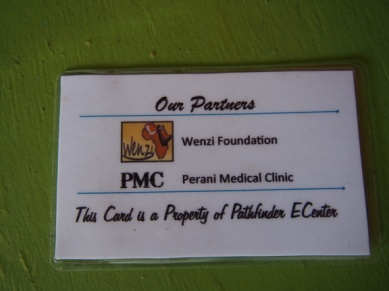 Our Partners
Wenzi
Wenzi Foundation
PMC Perani Medical Clinic
This Card is a Property of Pathfinder ECenter